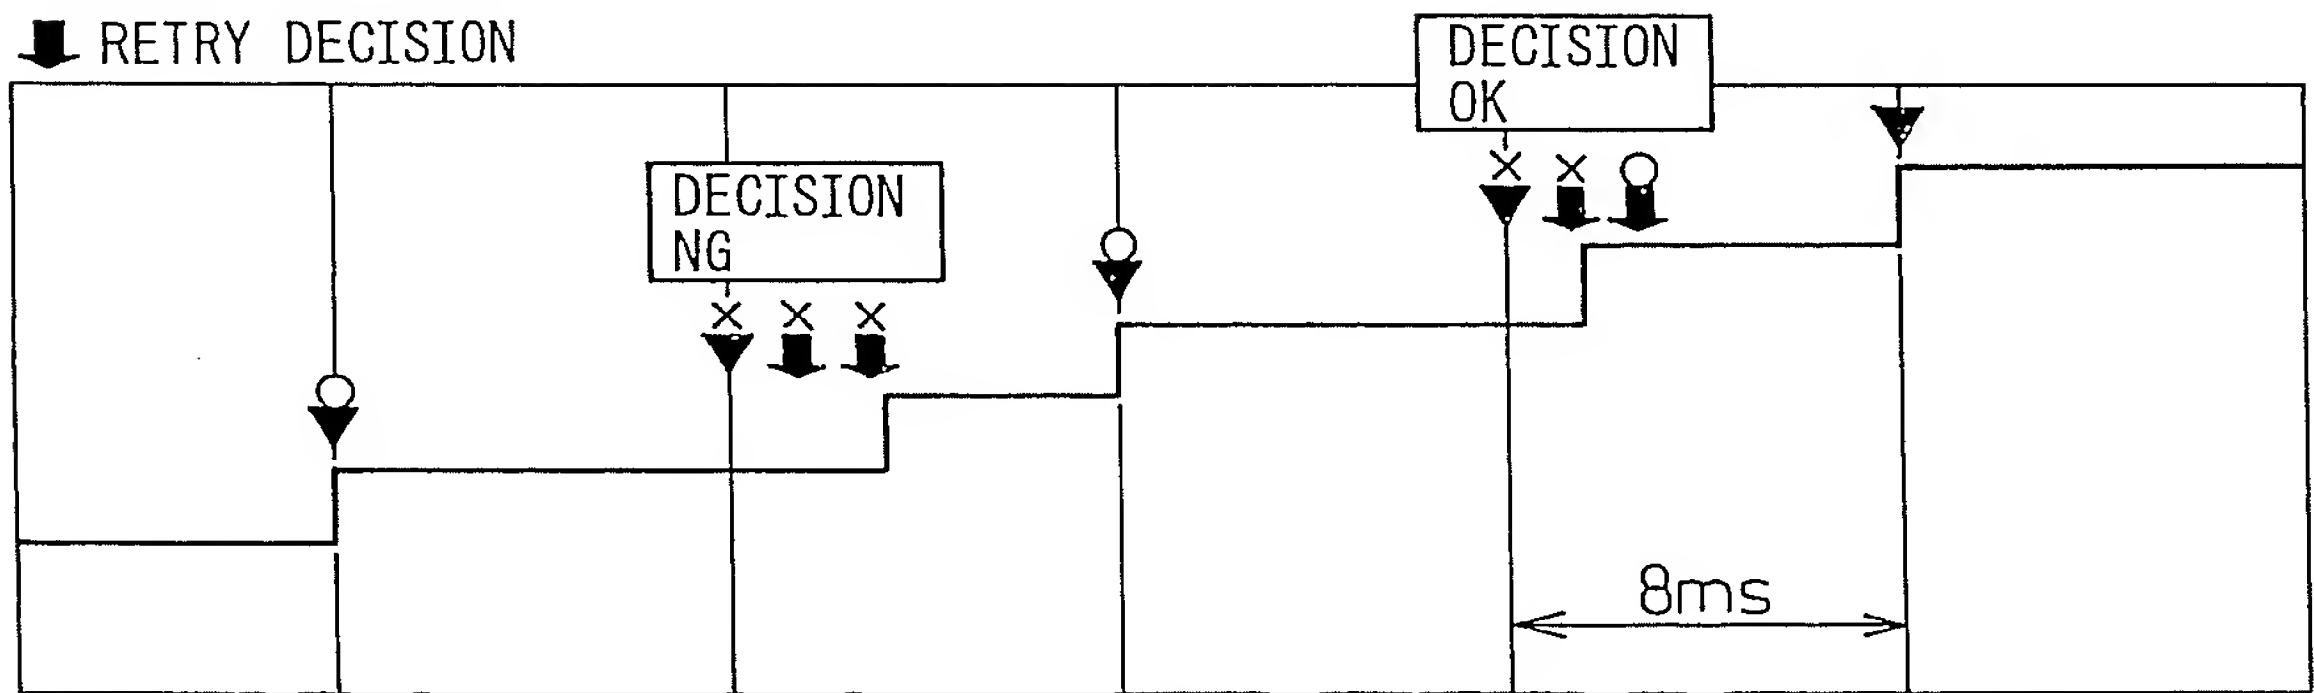 RETRY DECISION
DECISION
OK
DECISION
NG
8ms